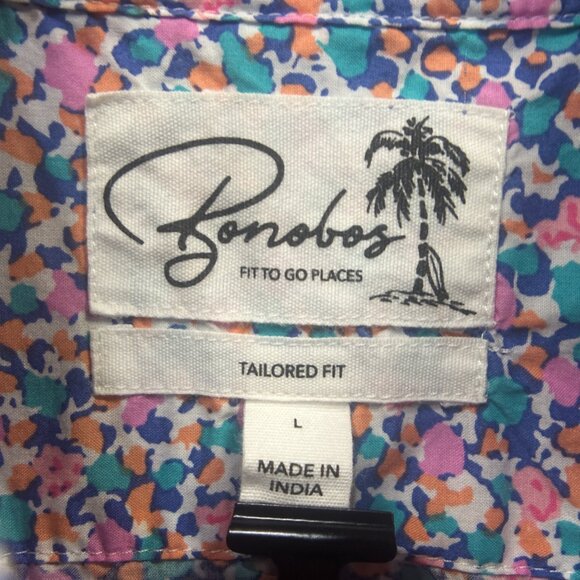 Bonobos
FIT TO GO PLACES
TAILORED FIT
L
MADE IN
INDIA